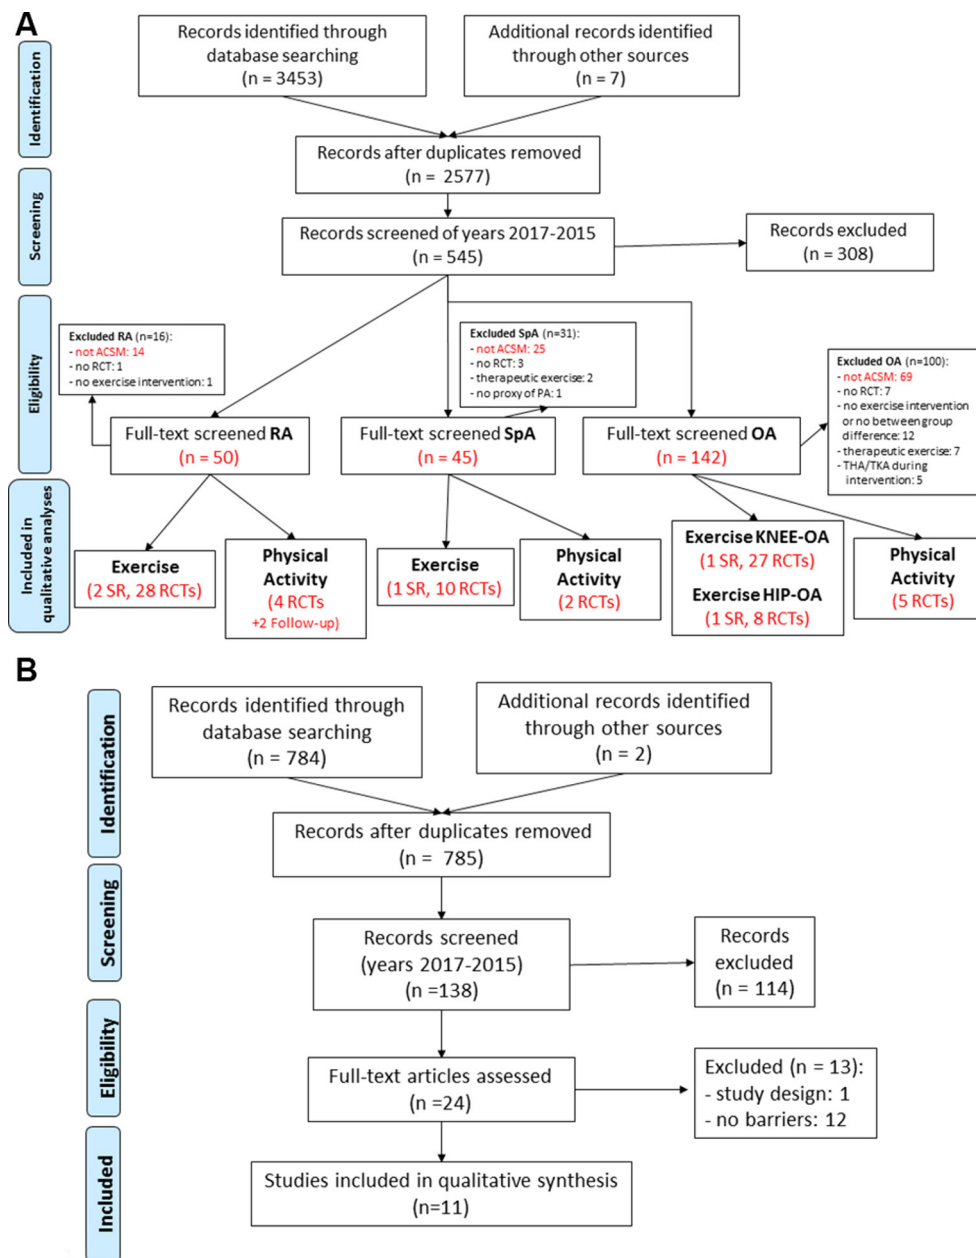 A
Records identified through
database searching
(n = 3453)
Additional records identified
through other sources
(n = 7)
Identification
Records after duplicates removed
(n = 2577)
Screening
Records screened of years 2017-2015
(n = 545)
Records excluded
(n = 308)
Eligibility
Excluded RA (n=16):
- not ACSM: 14
- no RCT: 1
- no exercise intervention: 1
Excluded SpA (n=31):
- not ACSM: 25
- no RCT: 3
- therapeutic exercise: 2
- no proxy of PA: 1
Excluded OA (n=100):
- not ACSM: 69
- no RCT: 7
- no exercise intervention
or no between group
difference: 12
- therapeutic exercise: 7
- THA/TKA during
intervention: 5
Full-text screened RA
(n = 50)
Full-text screened SpA
(n = 45)
Full-text screened OA
(n = 142)
Included in
qualitative analyses
Exercise
(2 SR, 28 RCTs)
Physical
Activity
(4 RCTs
+2 Follow-up)
Exercise
(1 SR, 10 RCTs)
Physical
Activity
(2 RCTs)
Exercise KNEE-OA
(1 SR, 27 RCTs)
Exercise HIP-OA
(1 SR, 8 RCTs)
Physical
Activity
(5 RCTs)
B
Identification
Records identified through
database searching
(n = 784)
Additional records identified
through other sources
(n = 2)
Records after duplicates removed
(n = 785)
Screening
Records screened
(years 2017-2015)
(n =138)
Records
excluded
(n = 114)
Eligibility
Full-text articles assessed
(n =24)
Excluded (n = 13):
- study design: 1
- no barriers: 12
Included
Studies included in qualitative synthesis
(n=11)